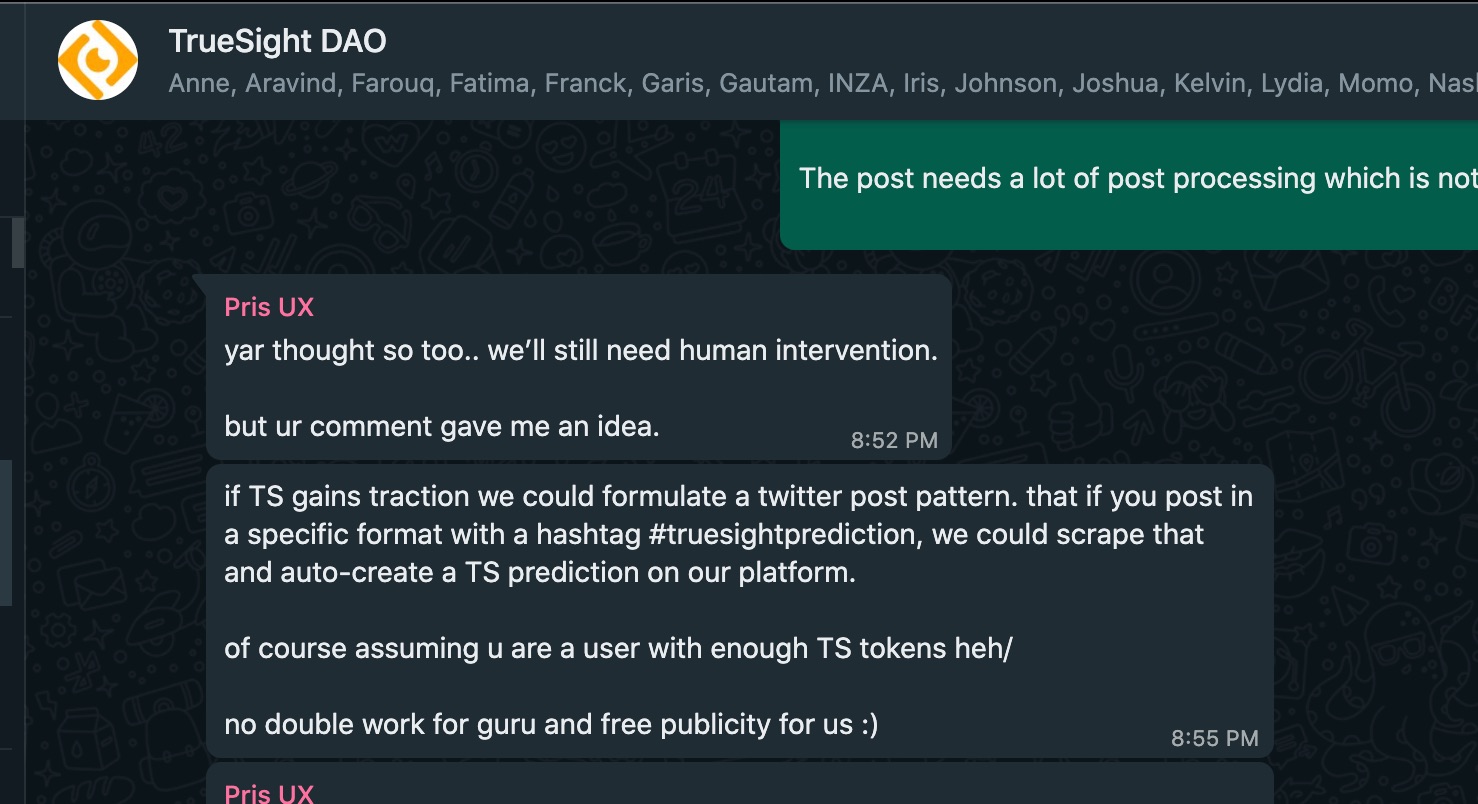 TrueSight DAO
Anne, Aravind, Farouq, Fatima, Franck, Garis, Gautam, INZA, Iris, Johnson, Joshua, Kelvin, Lydia, Momo,
The post needs a lot of post processing which is not
Pris UX
yar thought so too.. we’ll still need human intervention.
but ur comment gave me an idea.
8:52 PM
if TS gains traction we could formulate a twitter post pattern. that if you post in
a specific format with a hashtag #truesightprediction, we could scrape that
and auto-create a TS prediction on our platform.
of course assuming u are a user with enough TS tokens heh/
no double work for guru and free publicity for us :)
8:55 PM
Pris UX